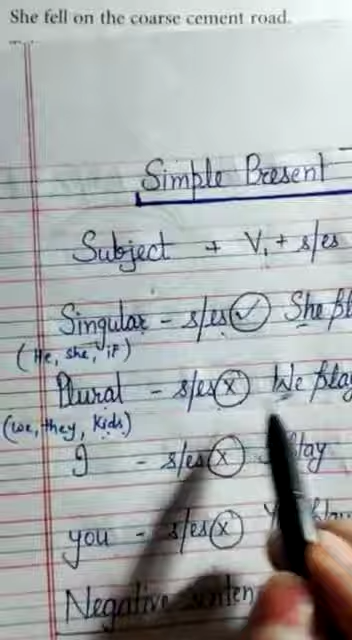 She fell on the coarse cement road.
Simple Present
Subject + V1 + s/es
Singular - s/es ✓ She
(He, she, it)
Plural - s/es x We play
(we, they, kids)
I - s/es x play
you - s/es x
Negative